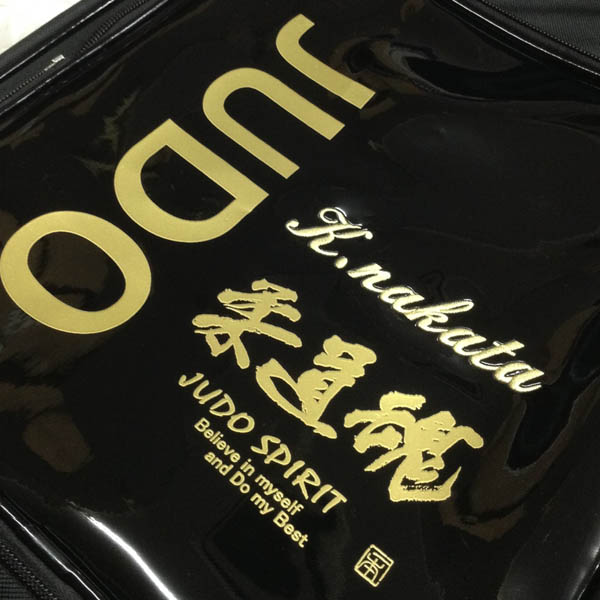 JUDO
K.nakata
柔道魂
JUDO SPIRIT
Believe in myself
and Do my Best